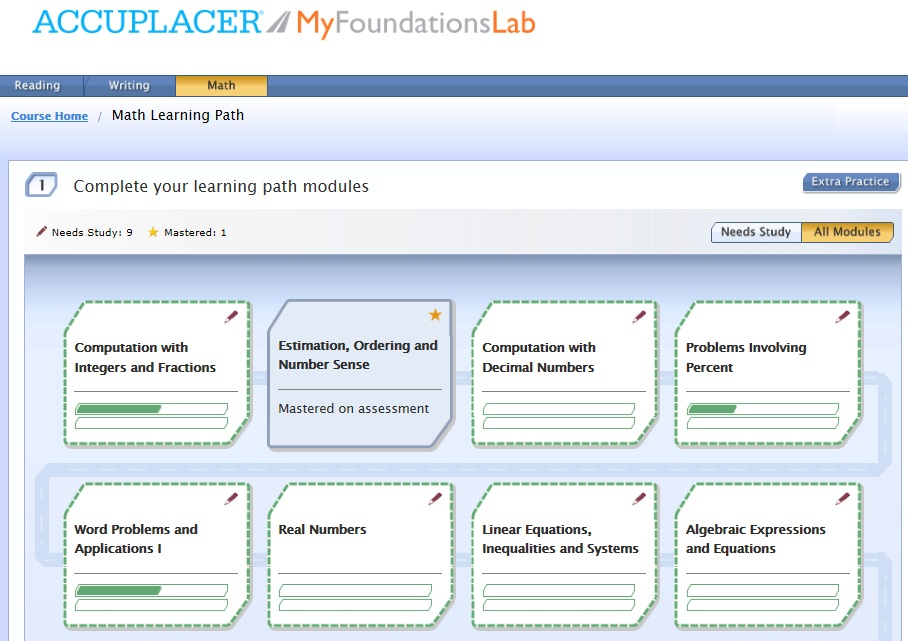 ACCUPLACER® MyFoundationsLab
Reading Writing Math
Course Home / Math Learning Path
1 Complete your learning path modules Extra Practice
Needs Study: 9 Mastered: 1 Needs Study All Modules
Computation with
Integers and Fractions
Estimation, Ordering and
Number Sense
Mastered on assessment
Computation with
Decimal Numbers
Problems Involving
Percent
Word Problems and
Applications I
Real Numbers
Linear Equations,
Inequalities and Systems
Algebraic Expressions
and Equations